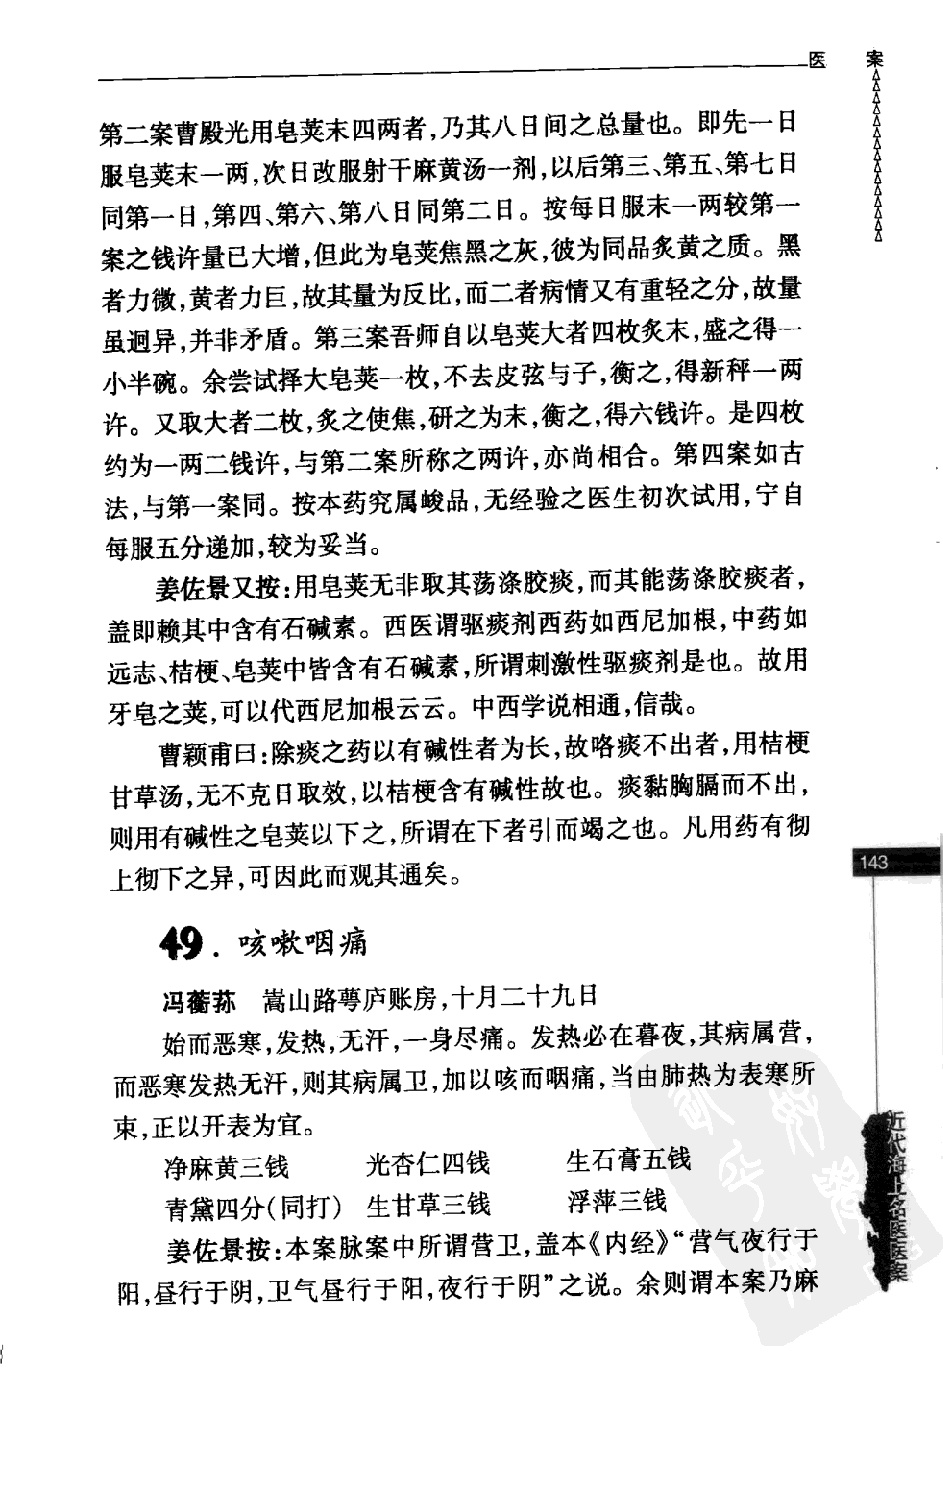 医 案
第二案曹殿光用皂荚末四两者,乃其八日间之总量也。即先一日
服皂荚末一两,次日改服射干麻黄汤一剂,以后第三、第五、第七日
同第一日,第四、第六、第八日同第二日。按每日服末一两较第一
案之钱许量已大增,但此为皂荚焦黑之灰,彼为同品炙黄之质。黑
者力微,黄者力巨,故其量为反比,而二者病情又有重轻之分,故量
虽迥异,并非矛盾。第三案吾师自以皂荚大者四枚炙末,盛之得一
小半碗。余尝试择大皂荚一枚,不去皮弦与子,衡之,得新秤一两
许。又取大者二枚,炙之使焦,研之为末,衡之,得六钱许。是四枚
约为一两二钱许,与第二案所称之两许,亦尚相合。第四案如古
法,与第一案同。按本药究属峻品,无经验之医生初次试用,宁自
每服五分递加,较为妥当。
姜佐景又按:用皂荚无非取其荡涤胶痰,而其能荡涤胶痰者,
盖即赖其中含有石碱素。西医谓驱痰剂西药如西尼加根,中药如
远志、桔梗、皂荚中皆含有石碱素,所谓刺激性驱痰剂是也。故用
牙皂之荚,可以代西尼加根云云。中西学说相通,信哉。
曹颖甫曰:除痰之药以有碱性者为长,故咯痰不出者,用桔梗
甘草汤,无不克日取效,以桔梗含有碱性故也。痰黏胸膈而不出,
则用有碱性之皂荚以下之,所谓在下者引而竭之也。凡用药有彻
上彻下之异,可因此而观其通矣。
143
49. 咳嗽咽痛
冯蘅荪 嵩山路萼庐账房,十月二十九日
始而恶寒,发热,无汗,一身尽痛。发热必在暮夜,其病属营,
而恶寒发热无汗,则其病属卫,加以咳而咽痛,当由肺热为表寒所
束,正以开表为宜。
净麻黄三钱 光杏仁四钱 生石膏五钱
青黛四分(同打) 生甘草三钱 浮萍三钱
姜佐景按:本案脉案中所谓营卫,盖本《内经》“营气夜行于
阳,昼行于阴,卫气昼行于阳,夜行于阴”之说。余则谓本案乃麻
近代海上名医医案